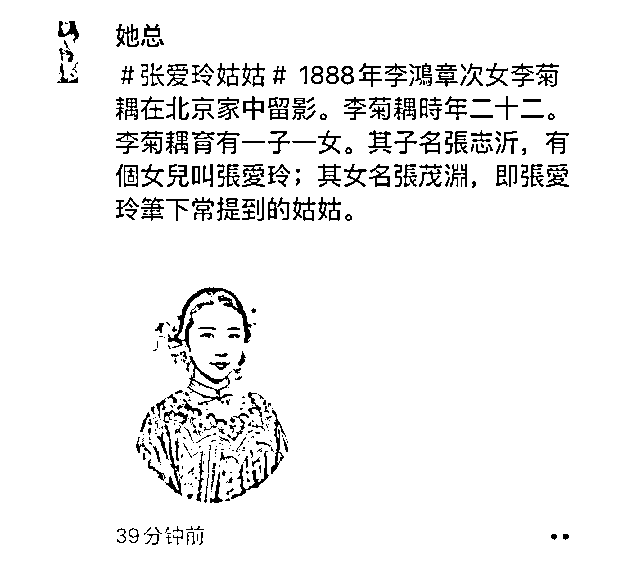 她总
#张爱玲姑姑# 1888年李鴻章次女李菊
耦在北京家中留影。李菊耦時年二十二。
李菊耦育有一子一女。其子名張志沂，有
個女兒叫張愛玲；其女名張茂淵，即張愛
玲筆下常提到的姑姑。
39分钟前